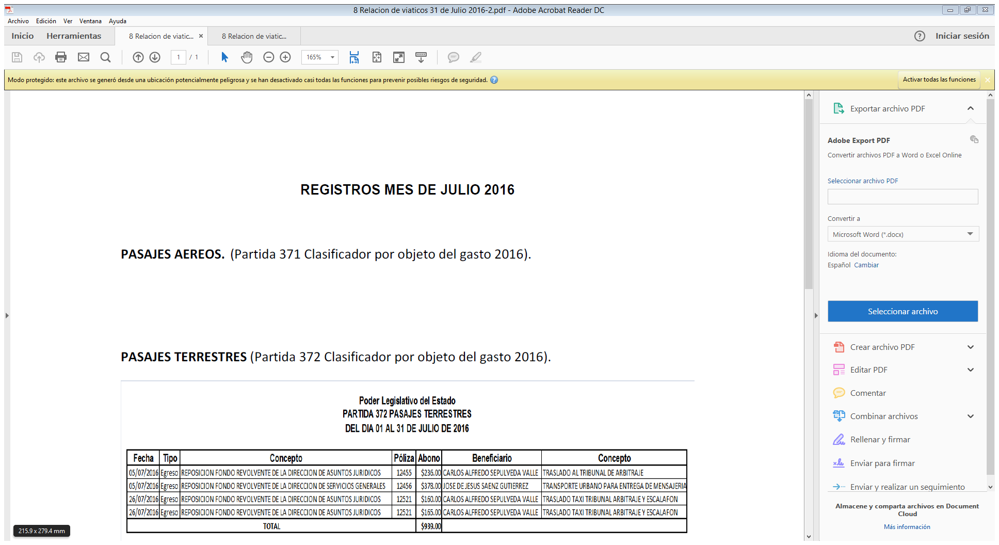 8 Relacion de viaticos 31 de Julio 2016-2.pdf - Adobe Acrobat Reader DC
Archivo Edición Ver Ventana Ayuda
Inicio Herramientas 8 Relacion de viatic... × 8 Relacion de viatic... ? Iniciar sesión
1 / 1 165%
Modo protegido: este archivo se generó desde una ubicación potencialmente peligrosa y se han desactivado casi todas las funciones para prevenir posibles riesgos de seguridad. ? Activar todas las funciones ×
REGISTROS MES DE JULIO 2016
PASAJES AEREOS. (Partida 371 Clasificador por objeto del gasto 2016).
PASAJES TERRESTRES (Partida 372 Clasificador por objeto del gasto 2016).
Poder Legislativo del Estado
PARTIDA 372 PASAJES TERRESTRES
DEL DIA 01 AL 31 DE JULIO DE 2016
Fecha Tipo Concepto Póliza Abono Beneficiario Concepto
05/07/2016 Egreso REPOSICION FONDO REVOLVENTE DE LA DIRECCION DE ASUNTOS JURIDICOS 12455 $236.00 CARLOS ALFREDO SEPULVEDA VALLE TRASLADO AL TRIBUNAL DE ARBITRAJE
05/07/2016 Egreso REPOSICION FONDO REVOLVENTE DE LA DIRECCION DE SERVICIOS GENERALES 12456 $378.00 JOSE DE JESUS SAENZ GUTIERREZ TRANSPORTE URBANO PARA ENTREGA DE MENSAJERIA
26/07/2016 Egreso REPOSICION FONDO REVOLVENTE DE LA DIRECCION DE ASUNTOS JURIDICOS 12521 $160.00 CARLOS ALFREDO SEPULVEDA VALLE TRASLADO TAXI TRIBUNAL ARBITRAJE Y ESCALAFON
26/07/2016 Egreso REPOSICION FONDO REVOLVENTE DE LA DIRECCION DE ASUNTOS JURIDICOS 12521 $165.00 CARLOS ALFREDO SEPULVEDA VALLE TRASLADO TAXI TRIBUNAL ARBITRAJE Y ESCALAFON
TOTAL $939.00
215.9 x 279.4 mm
Exportar archivo PDF
Adobe Export PDF
Convertir archivos PDF a Word o Excel Online
Seleccionar archivo PDF
Convertir a
Microsoft Word (*.docx)
Idioma del documento:
Español Cambiar
Seleccionar archivo
Crear archivo PDF
Editar PDF
Comentar
Combinar archivos
Rellenar y firmar
Enviar para firmar
Enviar y realizar un seguimiento
Almacene y comparta archivos en Document
Cloud
Más información